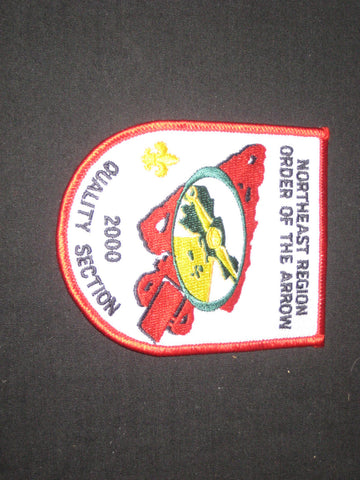 NORTHEAST REGION
ORDER OF THE ARROW
2000
QUALITY SECTION